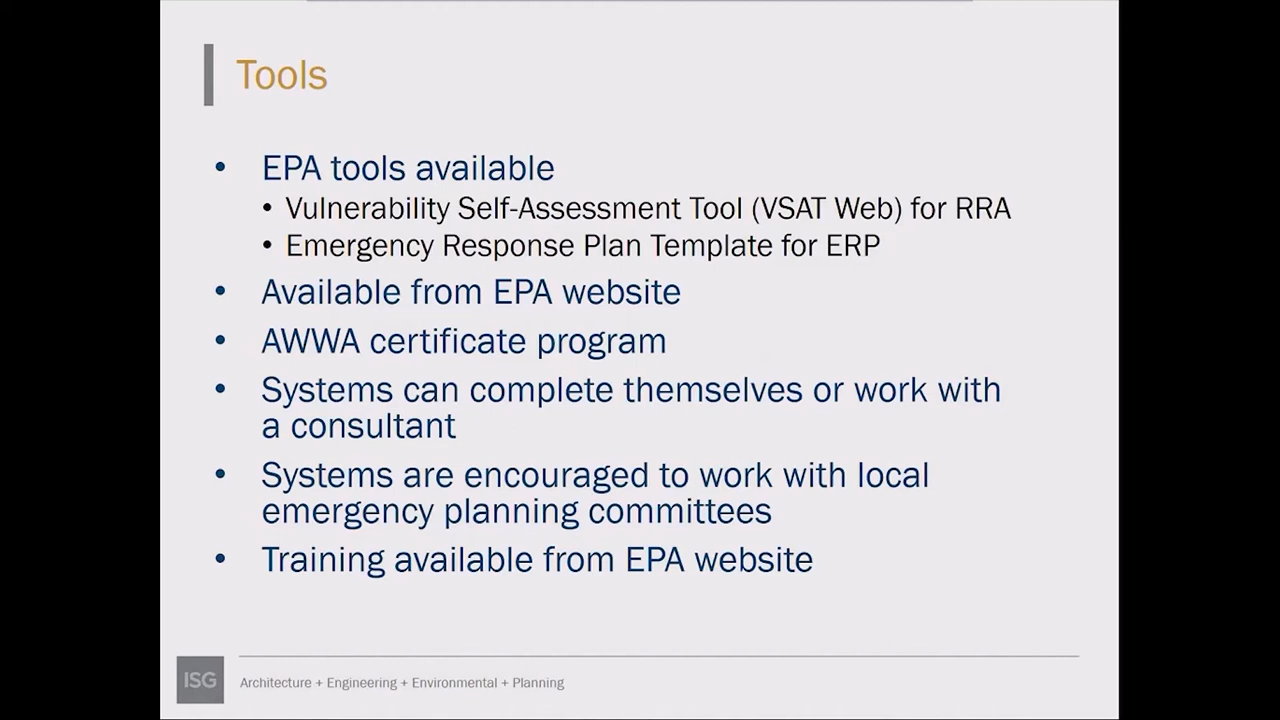 Tools
• EPA tools available
• Vulnerability Self-Assessment Tool (VSAT Web) for RRA
• Emergency Response Plan Template for ERP
• Available from EPA website
• AWWA certificate program
• Systems can complete themselves or work with
a consultant
• Systems are encouraged to work with local
emergency planning committees
• Training available from EPA website
ISG
Architecture + Engineering + Environmental + Planning